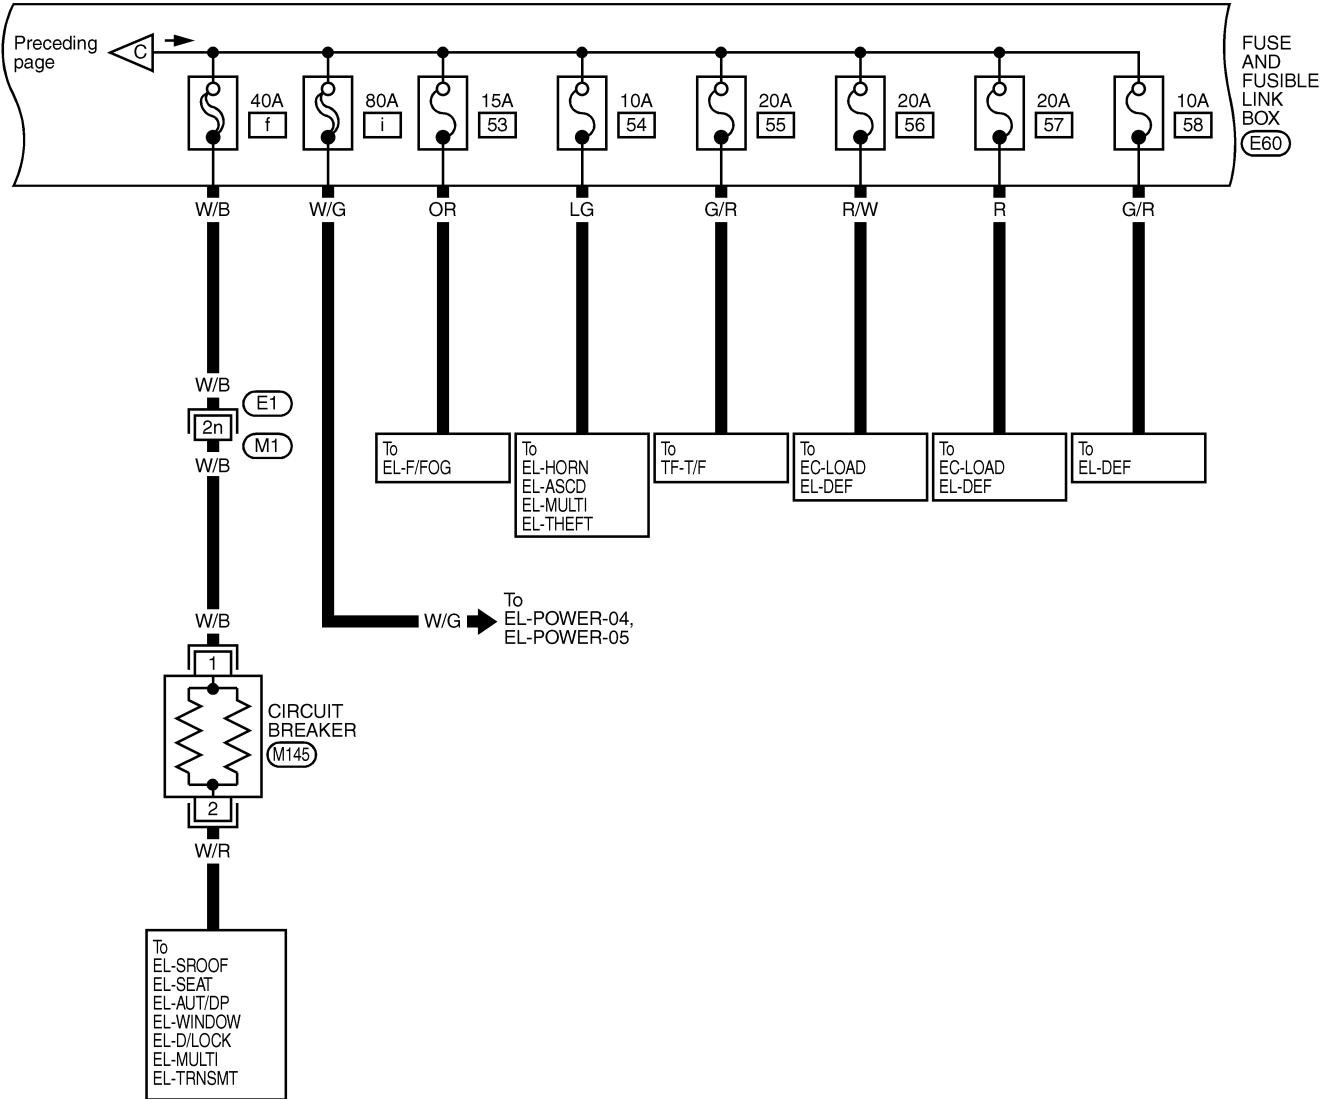 Preceding
page
C
40A
f
80A
i
15A
53
10A
54
20A
55
20A
56
20A
57
10A
58
FUSE
AND
FUSIBLE
LINK
BOX
E60
W/B
W/G
OR
LG
G/R
R/W
R
G/R
W/B
E1
2n
M1
W/B
To
EL-F/FOG
To
EL-HORN
EL-ASCD
EL-MULTI
EL-THEFT
To
TF-T/F
To
EC-LOAD
EL-DEF
To
EC-LOAD
EL-DEF
To
EL-DEF
W/B
W/G
To
EL-POWER-04,
EL-POWER-05
1
CIRCUIT
BREAKER
M145
2
W/R
To
EL-SROOF
EL-SEAT
EL-AUT/DP
EL-WINDOW
EL-D/LOCK
EL-MULTI
EL-TRNSMT